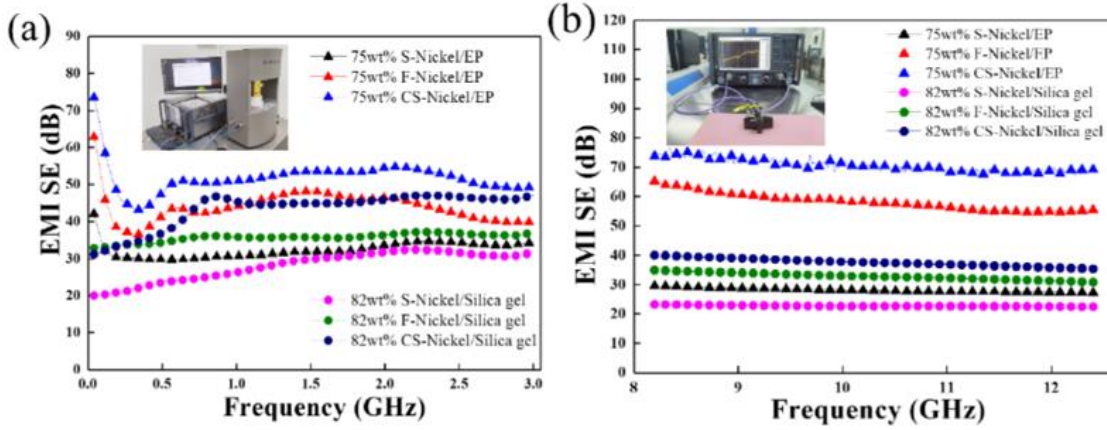 (a)
90
80
70
60
50
40
30
20
10
0
EMI SE (dB)
75wt% S-Nickel/EP
75wt% F-Nickel/EP
75wt% CS-Nickel/EP
82wt% S-Nickel/Silica gel
82wt% F-Nickel/Silica gel
82wt% CS-Nickel/Silica gel
0.0 0.5 1.0 1.5 2.0 2.5 3.0
Frequency (GHz)
(b)
120
110
100
90
80
70
60
50
40
30
20
10
0
EMI SE (dB)
75wt% S-Nickel/EP
75wt% F-Nickel/EP
75wt% CS-Nickel/EP
82wt% S-Nickel/Silica gel
82wt% F-Nickel/Silica gel
82wt% CS-Nickel/Silica gel
8 9 10 11 12
Frequency (GHz)